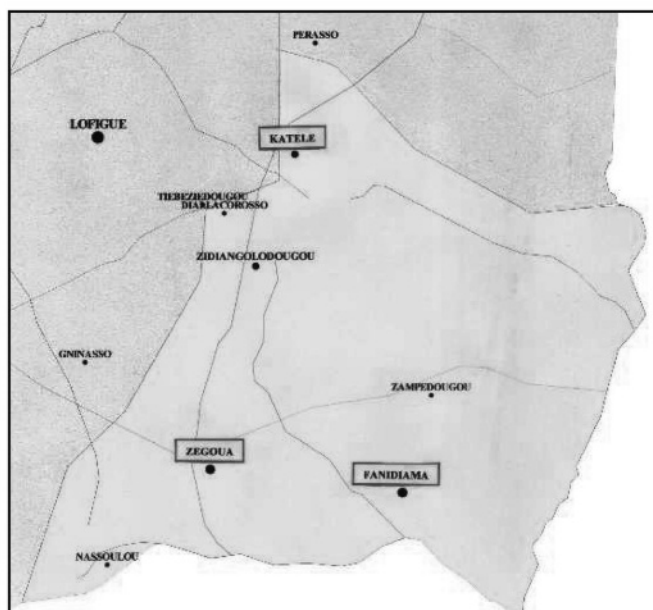 PERASSO
LOFIGUE
KATELE
TIEBEZIEDOUGOU
DIARLACOROSSO
ZIDIANGOLODOUGOU
GNINASSO
ZAMPEDOUGOU
ZEGOUA
FANIDIAMA
NASSOULOU